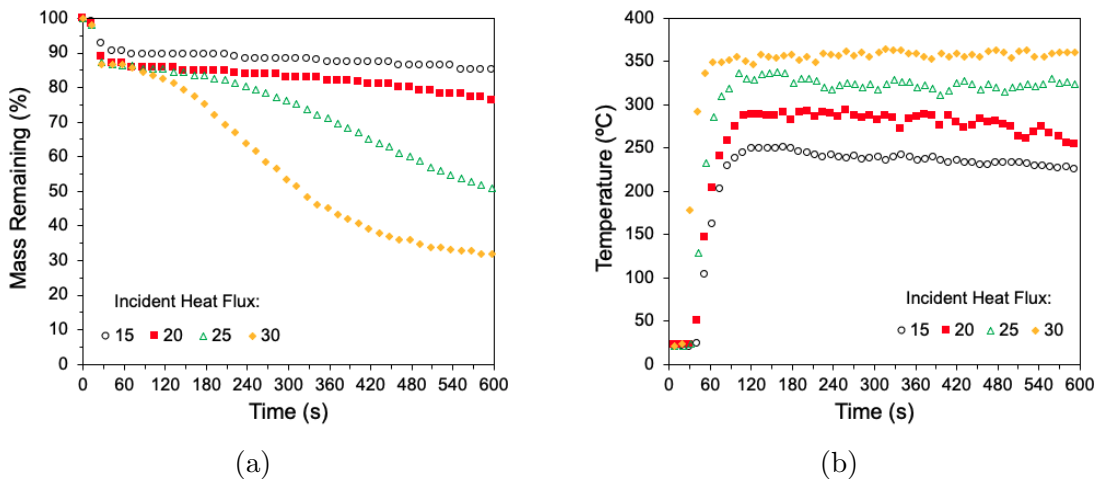 100
90
80
70
60
50
40
30
20
10
0
Mass Remaining (%)
Incident Heat Flux:
15 20 25 30
0 60 120 180 240 300 360 420 480 540 600
Time (s)
(a)
400
350
300
250
200
150
100
50
0
Temperature (ºC)
Incident Heat Flux:
15 20 25 30
0 60 120 180 240 300 360 420 480 540 600
Time (s)
(b)